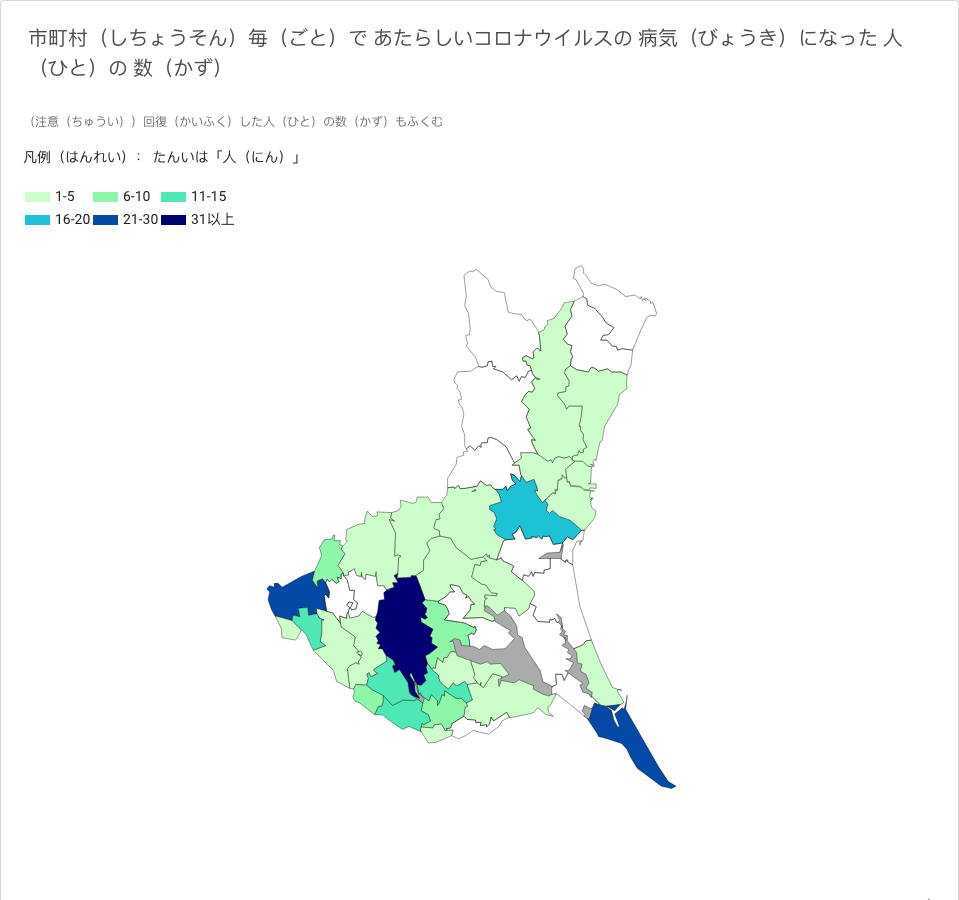 市町村（しちょうそん）毎（ごと）で あたらしいコロナウイルスの 病気（びょうき）になった 人
（ひと）の 数（かず）
（注意（ちゅうい））回復（かいふく）した人（ひと）の数（かず）もふくむ
凡例（はんれい）： たんいは「人（にん）」
1-5 6-10 11-15
16-20 21-30 31以上